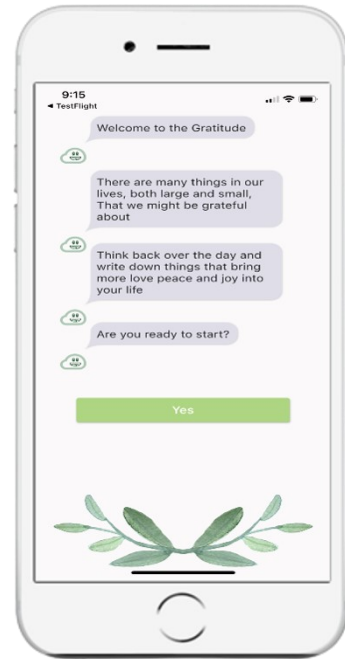 9:15
◀ TestFlight
Welcome to the Gratitude
There are many things in our
lives, both large and small,
That we might be grateful
about
Think back over the day and
write down things that bring
more love peace and joy into
your life
Are you ready to start?
Yes